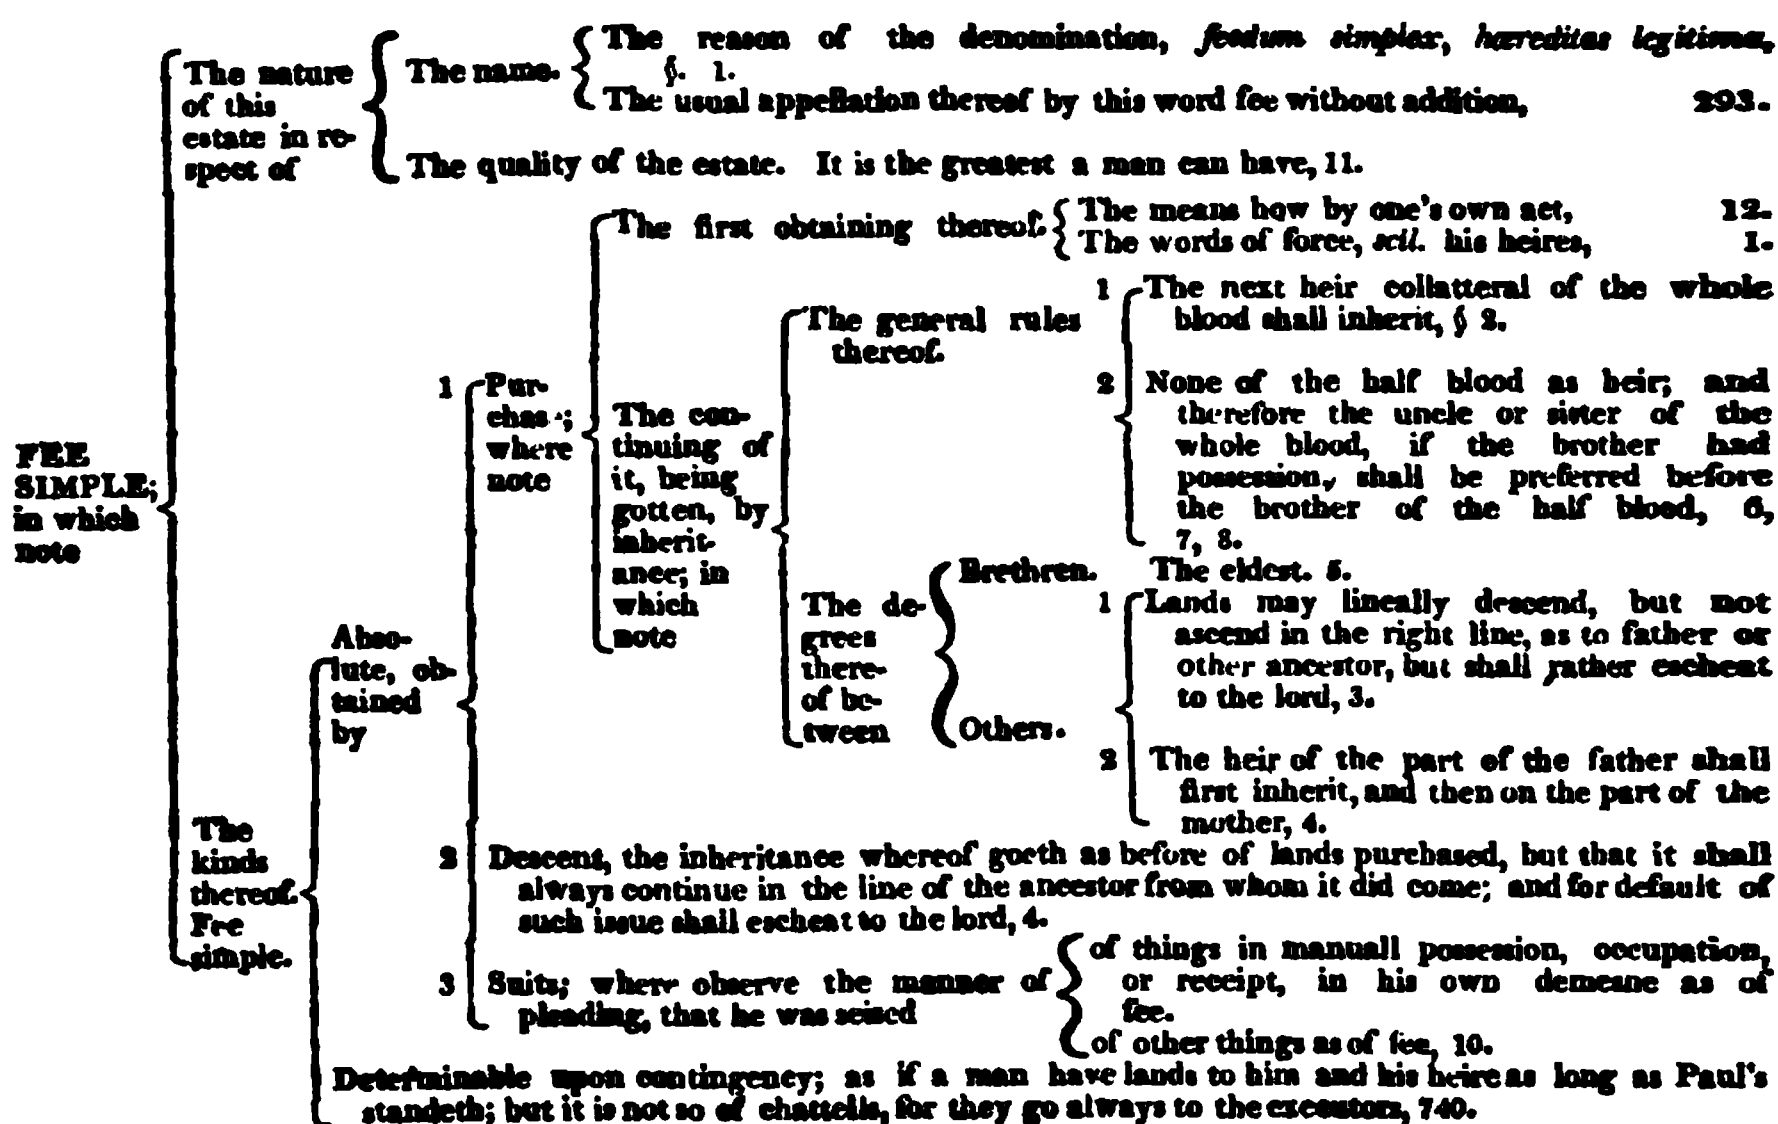 FEE
SIMPLE;
in which
note
The nature
of this
estate in re-
spect of
The name.
The reason of the denomination, feodum simplex, hæreditas legitima,
§. 1.
The usual appellation thereof by this word fee without addition, 293.
The quality of the estate. It is the greatest a man can have, 11.
The
kinds
thereof.
Fee
simple.
Abso-
lute, ob-
tained
by
1 Pur-
chase;
where
note
The first obtaining thereof.
The means how by one's own act, 12.
The words of force, scil. his heires, 1.
The con-
tinuing of
it, being
gotten, by
inherit-
ance; in
which
note
The general rules
thereof.
1 The next heir collatteral of the whole
blood shall inherit, § 2.
2 None of the half blood as heir; and
therefore the uncle or sister of the
whole blood, if the brother had
possession, shall be preferred before
the brother of the half blood, 6,
7, 8.
The de-
grees
there-
of be-
tween
Brethren. The eldest. 5.
Others.
1 Lands may lineally descend, but not
ascend in the right line, as to father or
other ancestor, but shall rather escheat
to the lord, 3.
2 The heir of the part of the father shall
first inherit, and then on the part of the
mother, 4.
2 Descent, the inheritance whereof goeth as before of lands purchased, but that it shall
always continue in the line of the ancestor from whom it did come; and for default of
such issue shall escheat to the lord, 4.
3 Suits; where observe the manner of
pleading, that he was seized
of things in manuall possession, occupation,
or receipt, in his own demesne as of
fee.
of other things as of fee, 10.
Determinable upon contingency; as if a man have lands to him and his heire as long as Paul's
standeth; but it is not so of chattells, for they go always to the executors, 740.